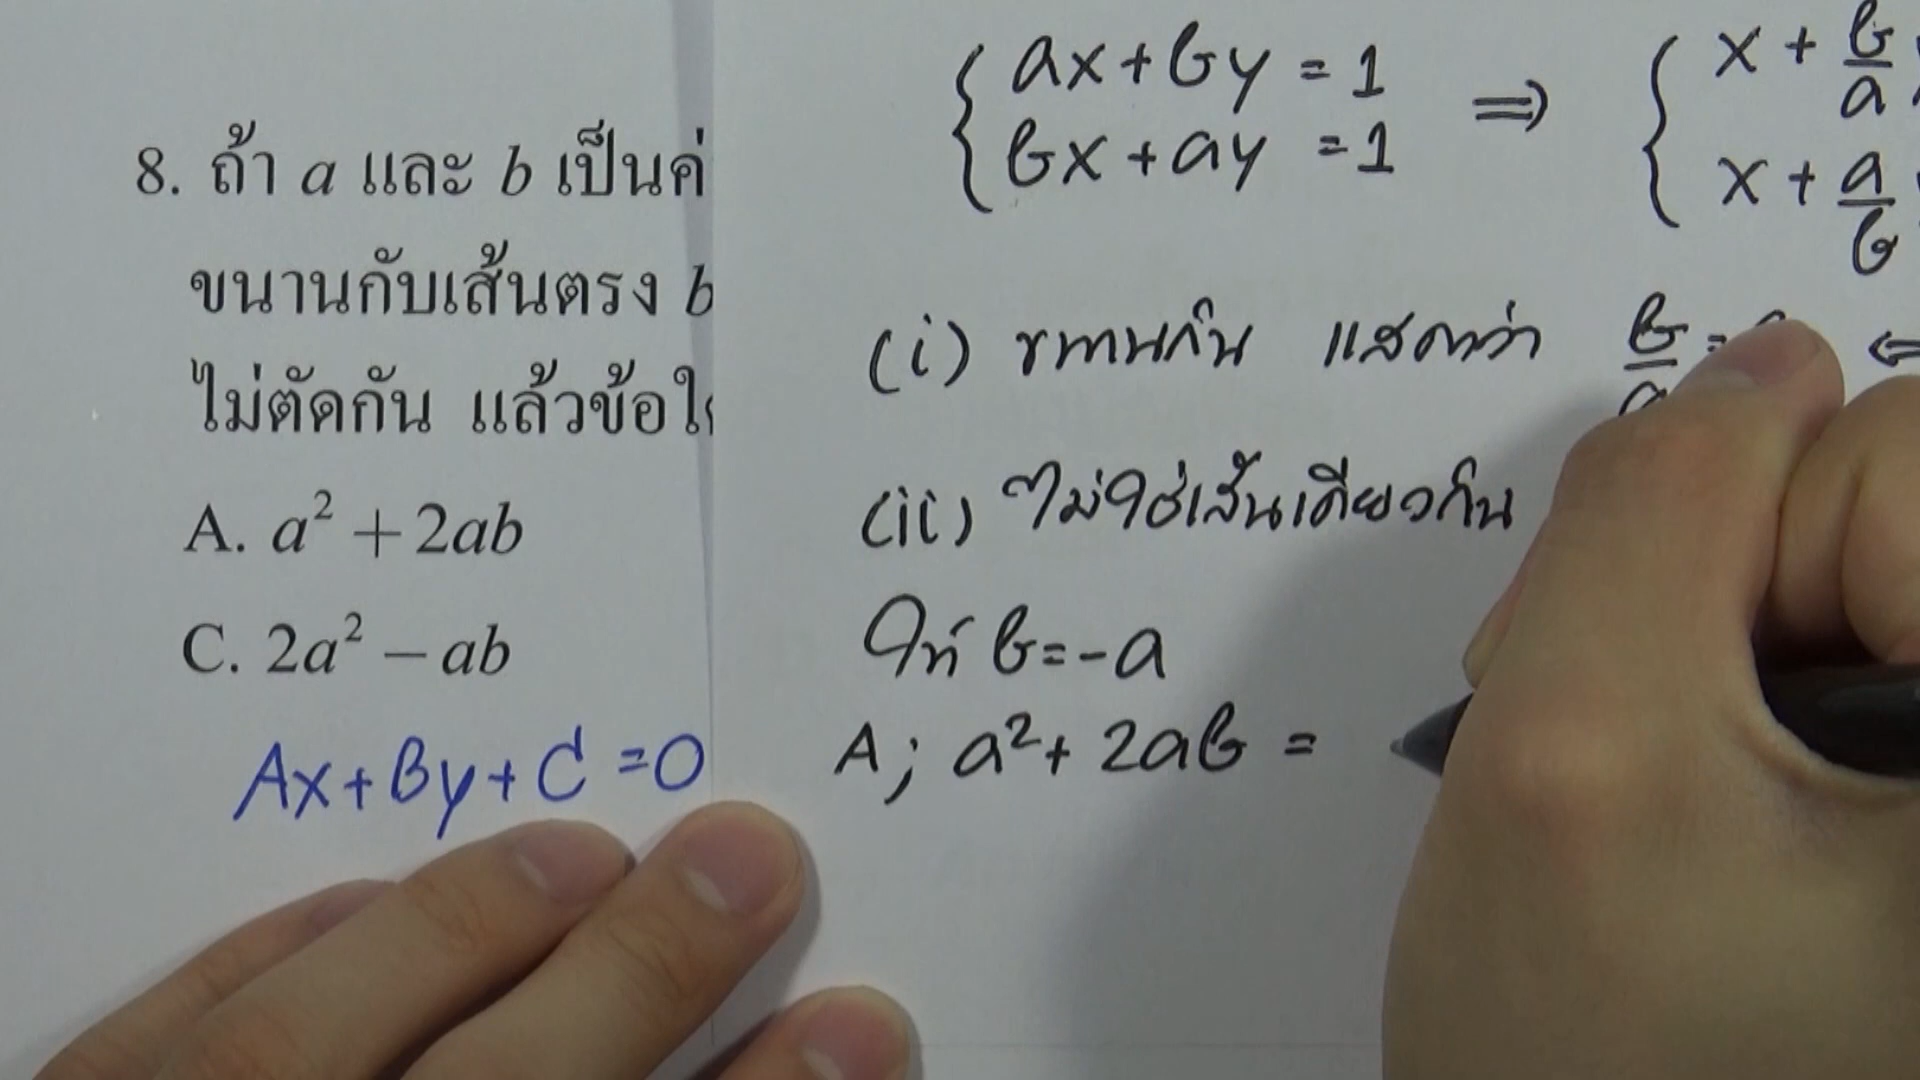 8. ถ้า a และ b เป็นค่
ขนานกับเส้นตรง b
ไม่ตัดกัน แล้วข้อใ
A. a² + 2ab
C. 2a² − ab
Ax + By + C = 0
ax + by = 1
bx + ay = 1
⇒
x + b/a
x + a/b
(i) ขนานกัน แสดงว่า b/a =
⇐
(ii) ไม่ใช่เส้นเดียวกัน
ให้ b = -a
A; a² + 2ab =